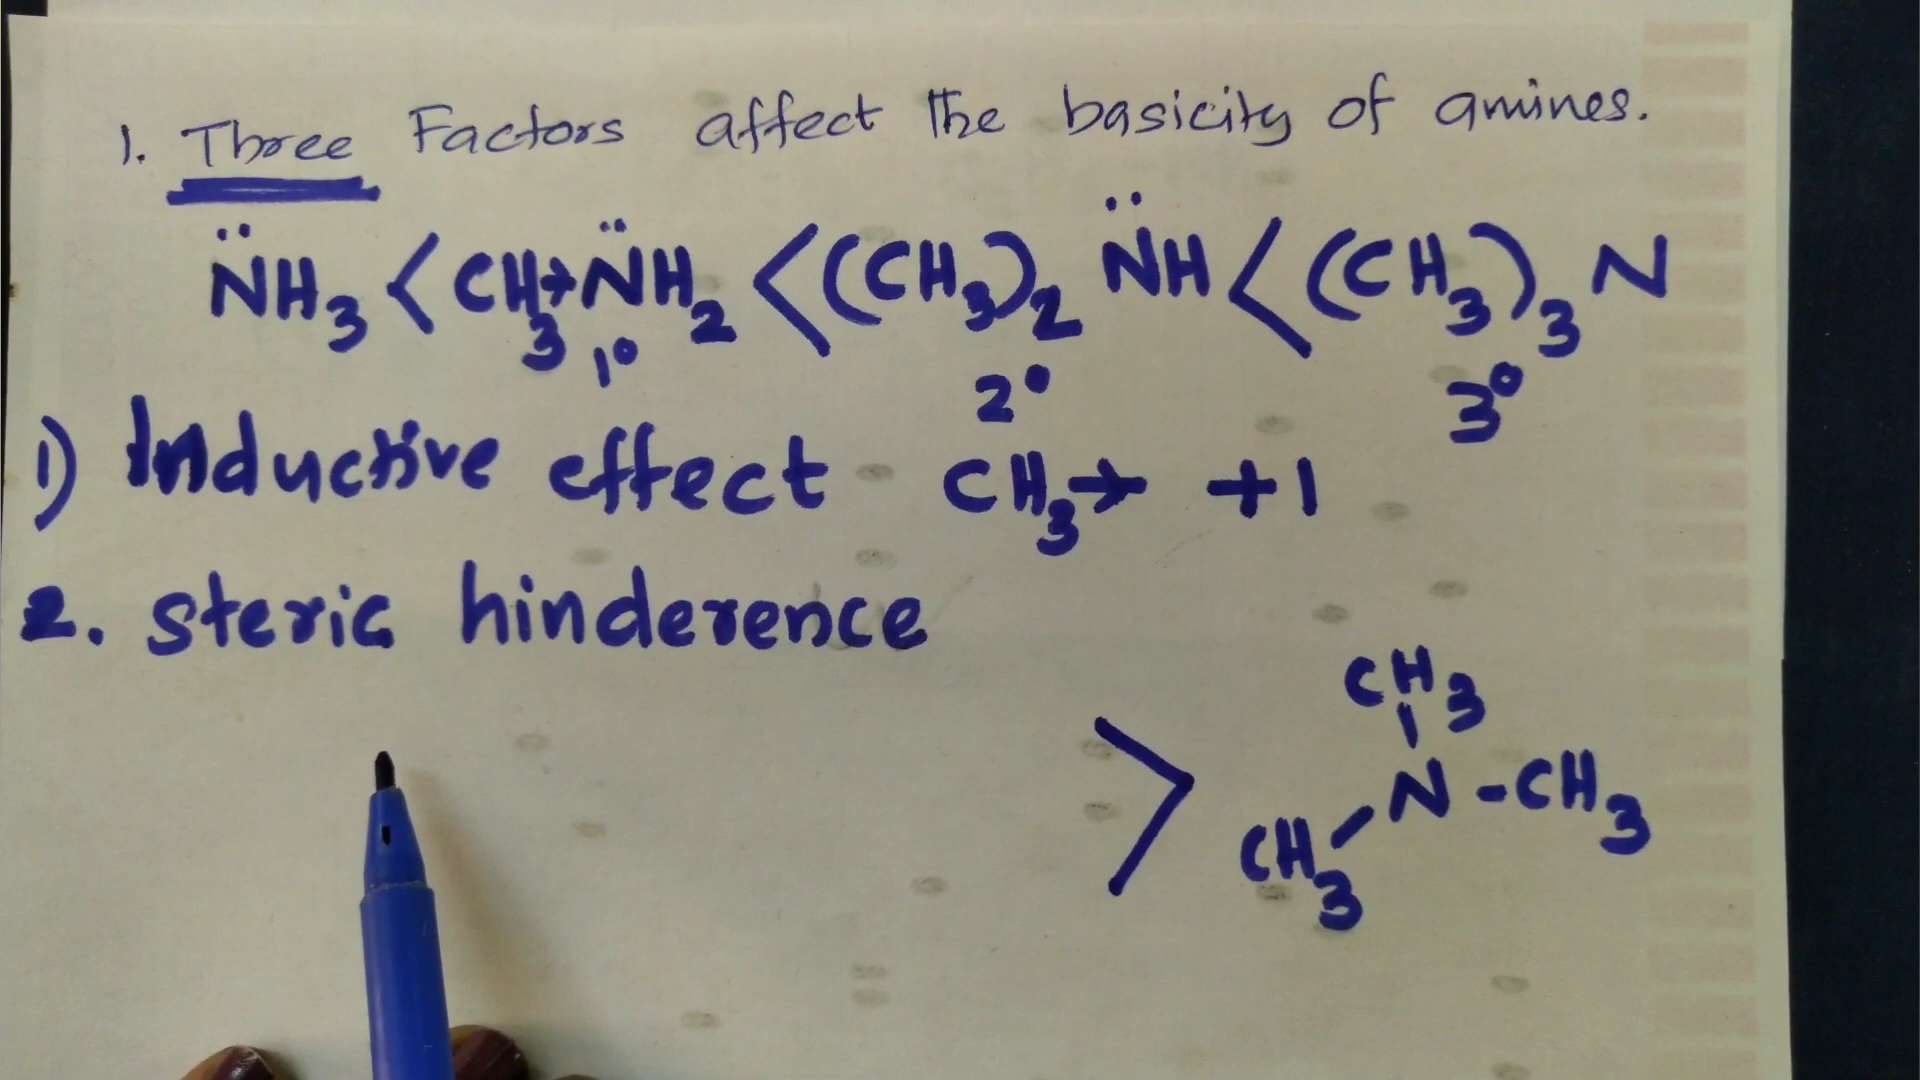 1. Three Factors affect the basicity of amines.
N̈H₃ < CH₃→N̈H₂ < (CH₃)₂ N̈H < (CH₃)₃ N
1° 2° 3°
1) Inductive effect - CH₃→ +I
2. steric hinderence
CH₃
> N-CH₃
CH₃